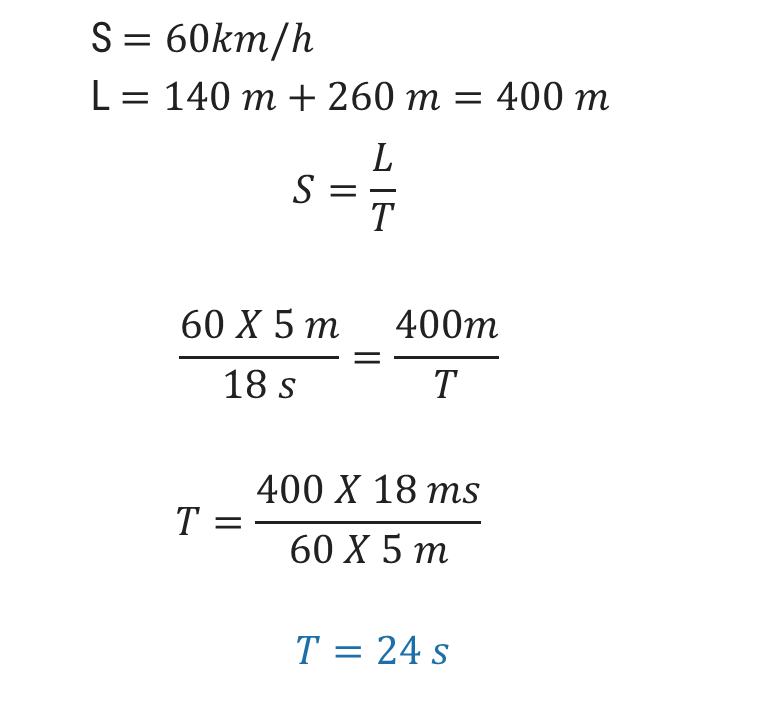 S = 60km/h
L = 140 m + 260 m = 400 m
S = L/T
60 X 5 m / 18 s = 400m / T
T = 400 X 18 ms / 60 X 5 m
T = 24 s